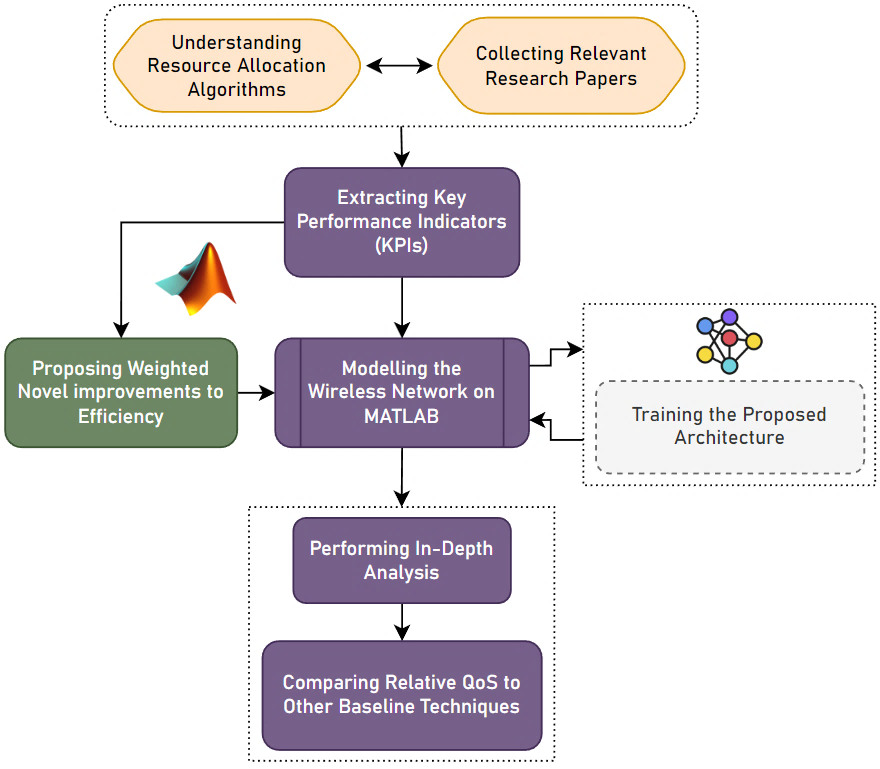 Understanding
Resource Allocation
Algorithms
Collecting Relevant
Research Papers
Extracting Key
Performance Indicators
(KPIs)
Proposing Weighted
Novel improvements to
Efficiency
Modelling the
Wireless Network on
MATLAB
Training the Proposed
Architecture
Performing In-Depth
Analysis
Comparing Relative QoS to
Other Baseline Techniques